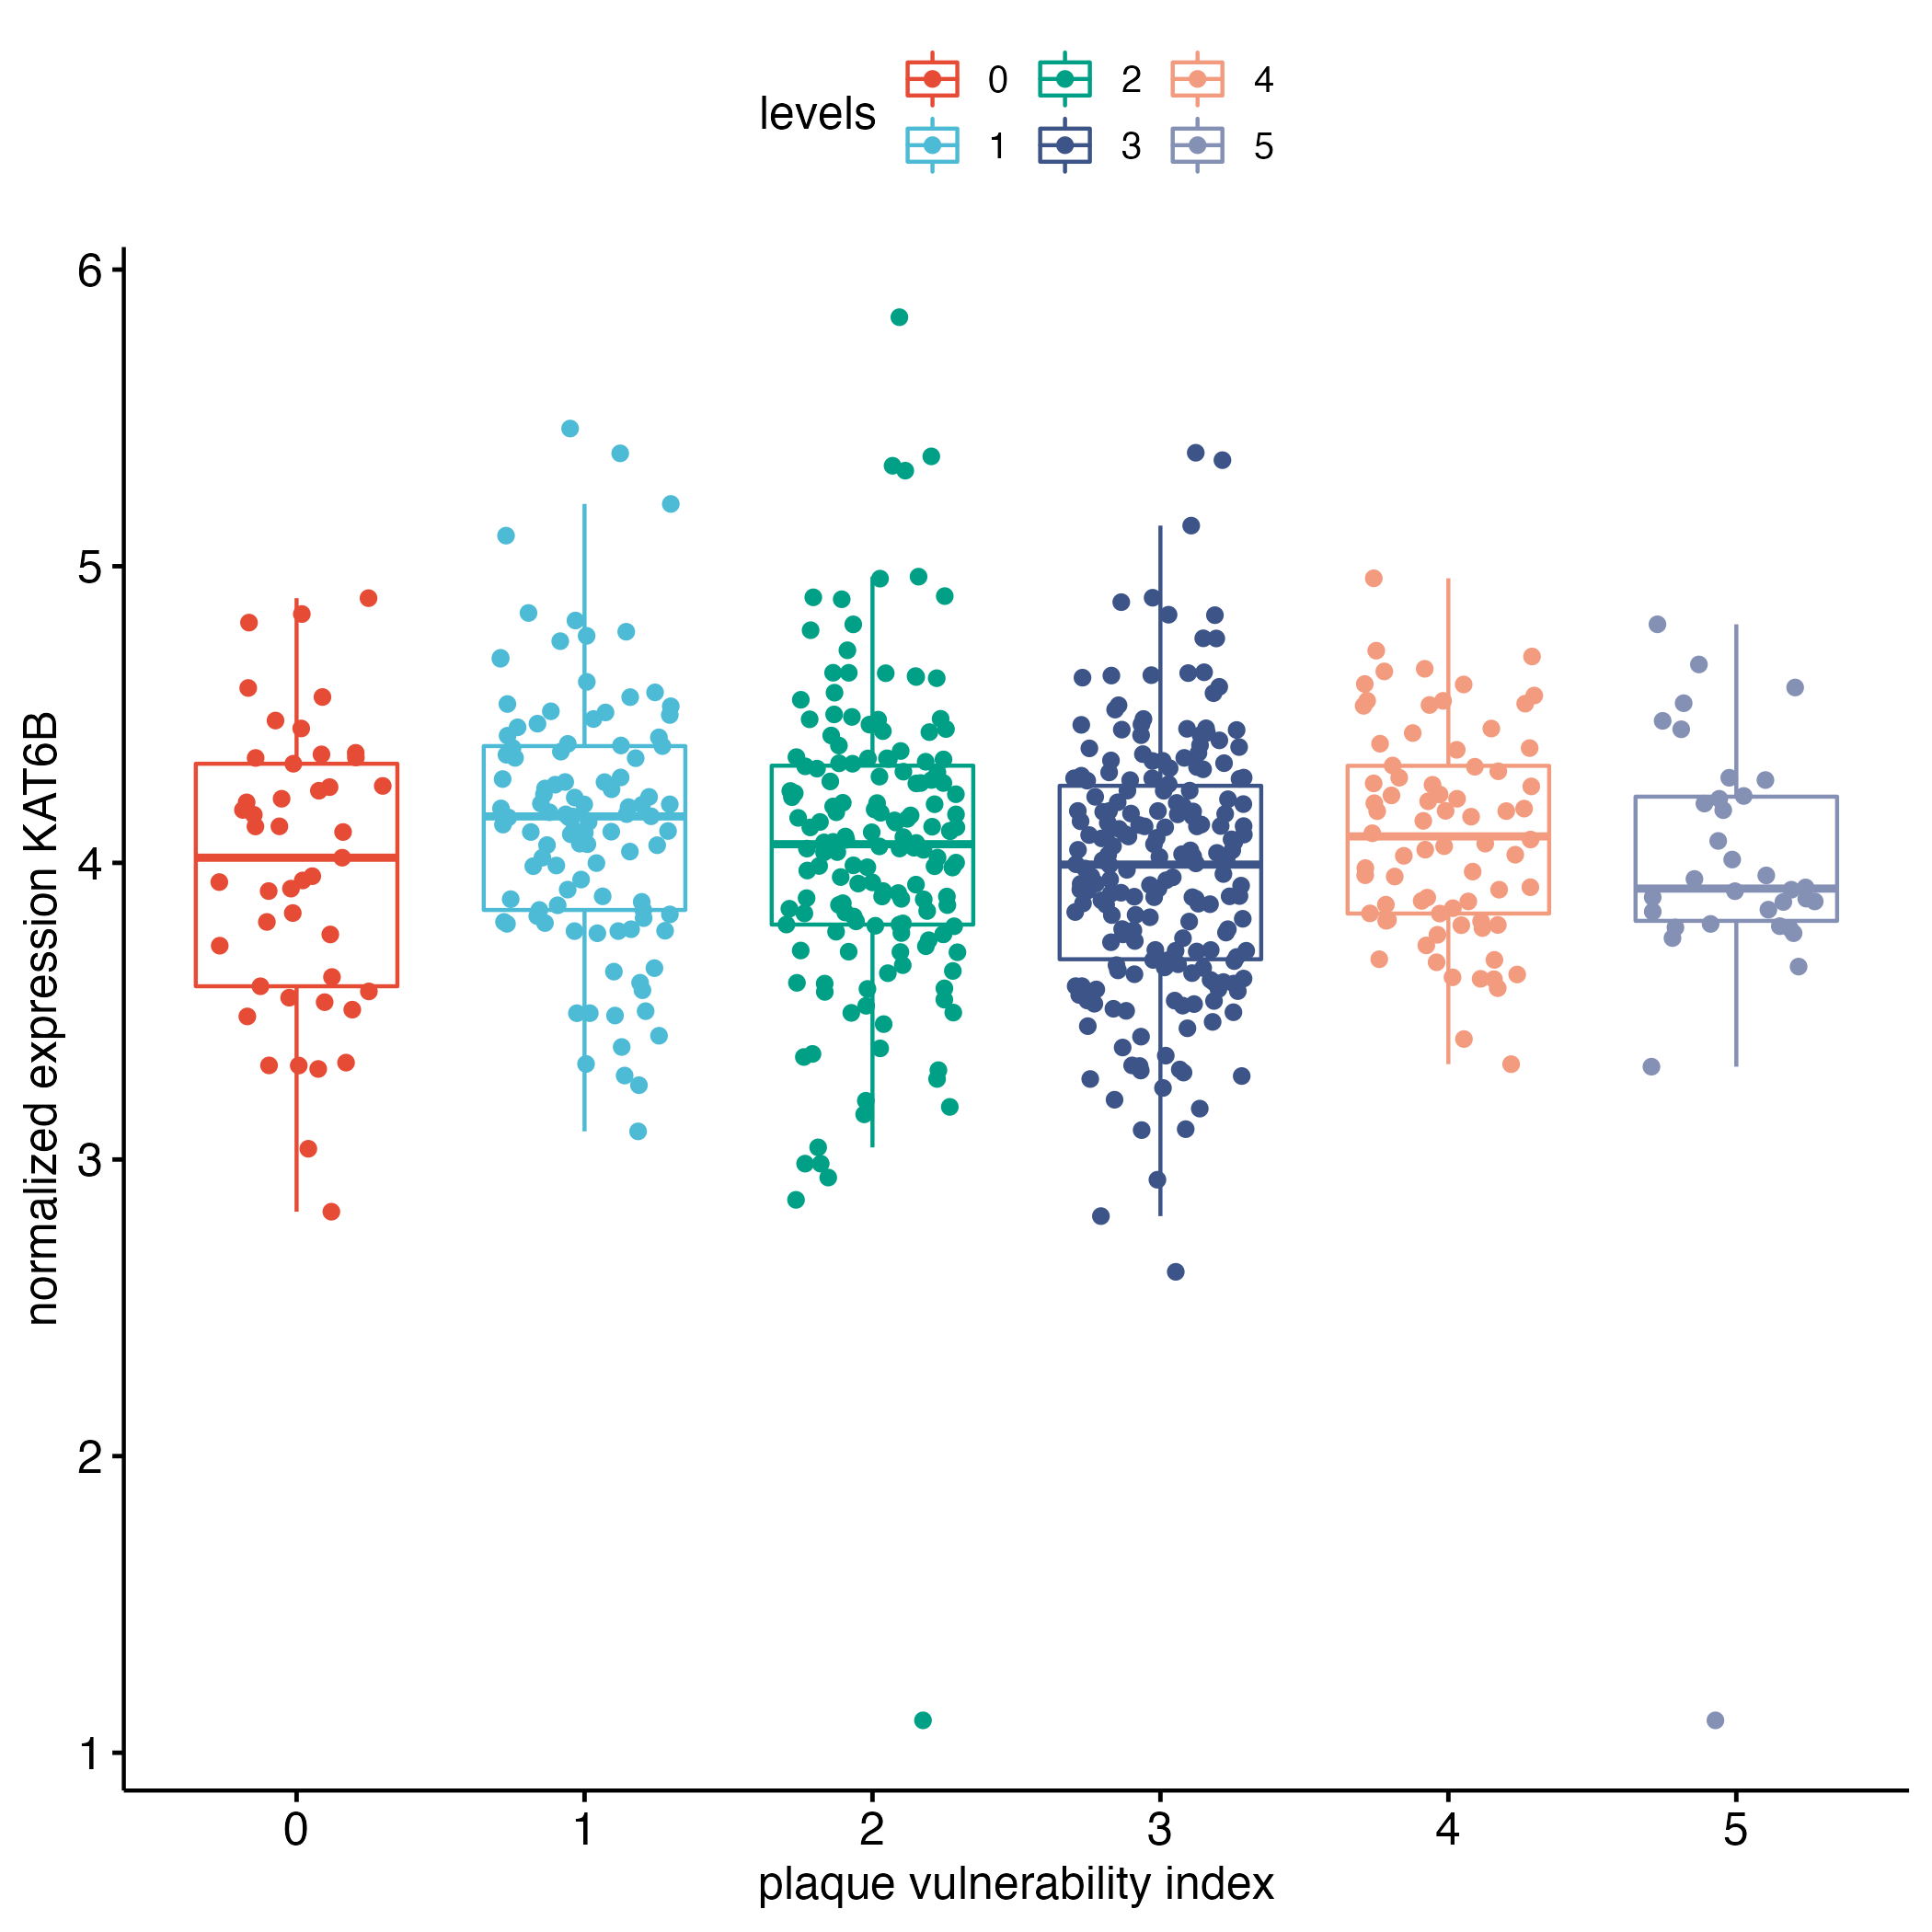 levels
0 2 4
1 3 5
normalized expression KAT6B
6
5
4
3
2
1
0 1 2 3 4 5
plaque vulnerability index